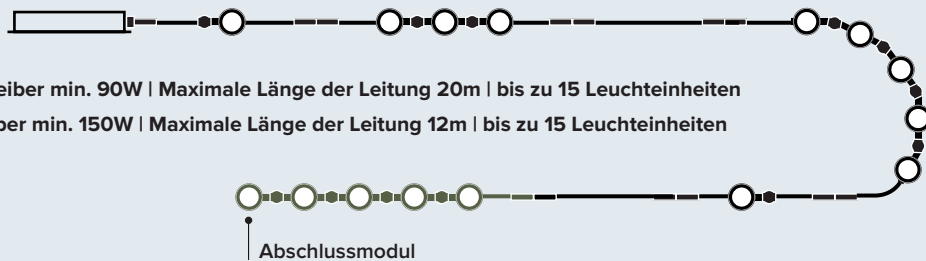 eiber min. 90W | Maximale Länge der Leitung 20m | bis zu 15 Leuchteinheiten
ber min. 150W | Maximale Länge der Leitung 12m | bis zu 15 Leuchteinheiten
Abschlussmodul